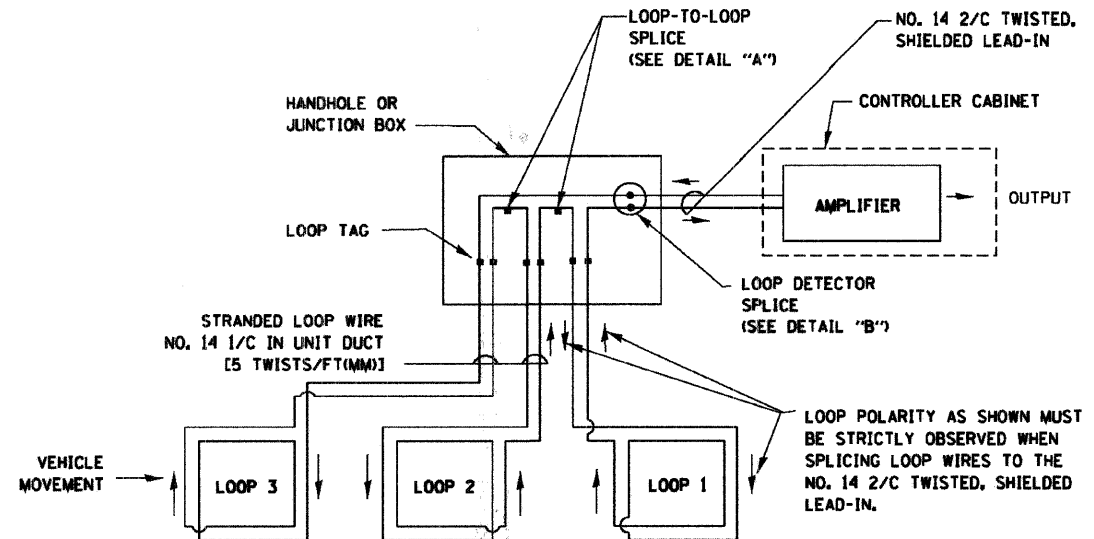 LOOP-TO-LOOP
SPLICE
(SEE DETAIL "A")
NO. 14 2/C TWISTED,
SHIELDED LEAD-IN
HANDHOLE OR
JUNCTION BOX
CONTROLLER CABINET
AMPLIFIER
OUTPUT
LOOP TAG
LOOP DETECTOR
SPLICE
(SEE DETAIL "B")
STRANDED LOOP WIRE
NO. 14 1/C IN UNIT DUCT
[5 TWISTS/FT(MM)]
LOOP POLARITY AS SHOWN MUST
BE STRICTLY OBSERVED WHEN
SPLICING LOOP WIRES TO THE
NO. 14 2/C TWISTED, SHIELDED
LEAD-IN.
VEHICLE
MOVEMENT
LOOP 3
LOOP 2
LOOP 1